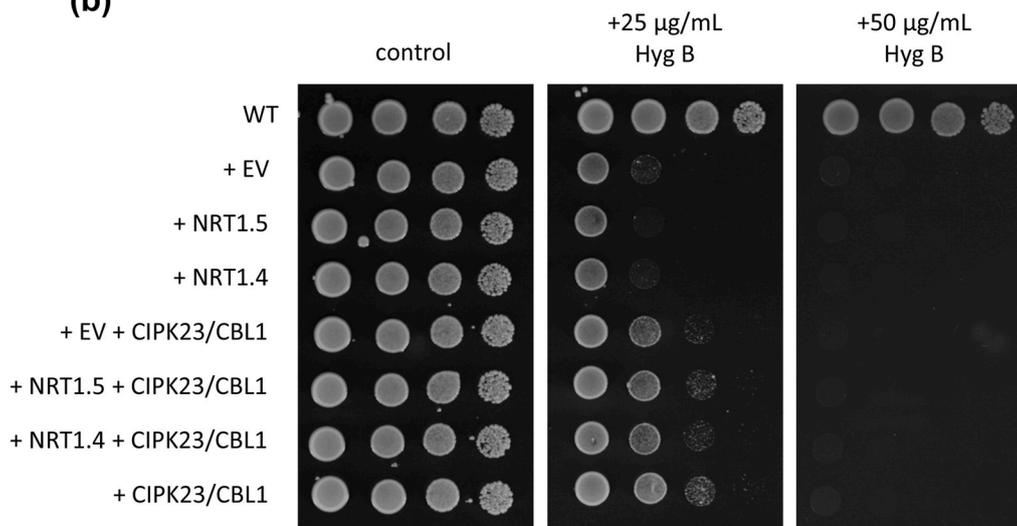 (b)
+25 µg/mL
Hyg B
+50 µg/mL
Hyg B
control
WT
+ EV
+ NRT1.5
+ NRT1.4
+ EV + CIPK23/CBL1
+ NRT1.5 + CIPK23/CBL1
+ NRT1.4 + CIPK23/CBL1
+ CIPK23/CBL1